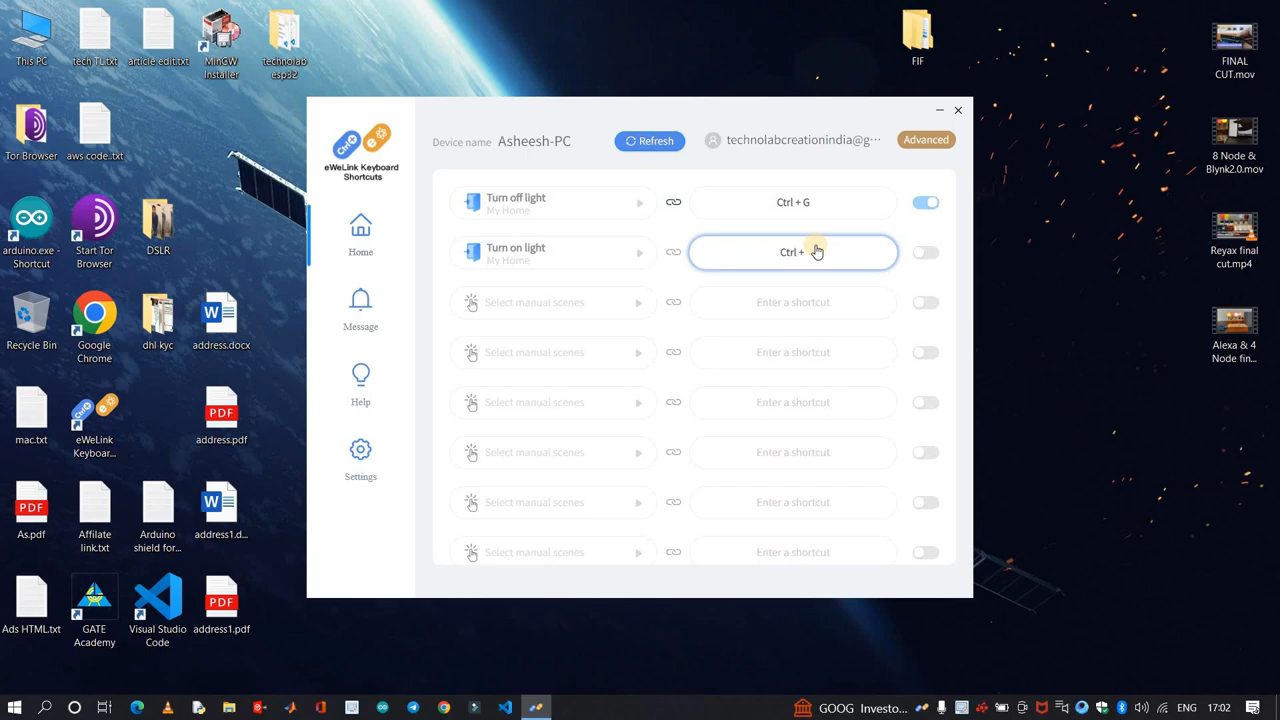 This PC
tech TL.txt
article edit.txt
MinGW
Installer
technolab
esp32
FIF
FINAL
CUT.mov
Tor Browser
aws code.txt
8 Node &
Blynk2.0.mov
arduino.exe -
Shortcut
Start Tor
Browser
DSLR
Reyax final
cut.mp4
Recycle Bin
Google
Chrome
dhl kyc
address.docx
Alexa & 4
Node fin...
mac.txt
eWeLink
Keyboar...
PDF
address.pdf
PDF
As.pdf
Affilate
link.txt
Arduino
shield for...
address1.d...
Ads HTML.txt
GATE
Academy
Visual Studio
Code
PDF
address1.pdf
Ctrl+
eWeLink Keyboard
Shortcuts
Home
Message
Help
Settings
Device name Asheesh-PC
Refresh
technolabcreationindia@g···
Advanced
Turn off light
My Home
Ctrl + G
Turn on light
My Home
Ctrl +
Select manual scenes
Enter a shortcut
Select manual scenes
Enter a shortcut
Select manual scenes
Enter a shortcut
Select manual scenes
Enter a shortcut
Select manual scenes
Enter a shortcut
Select manual scenes
Enter a shortcut
GOOG Investo...
ENG
17:02